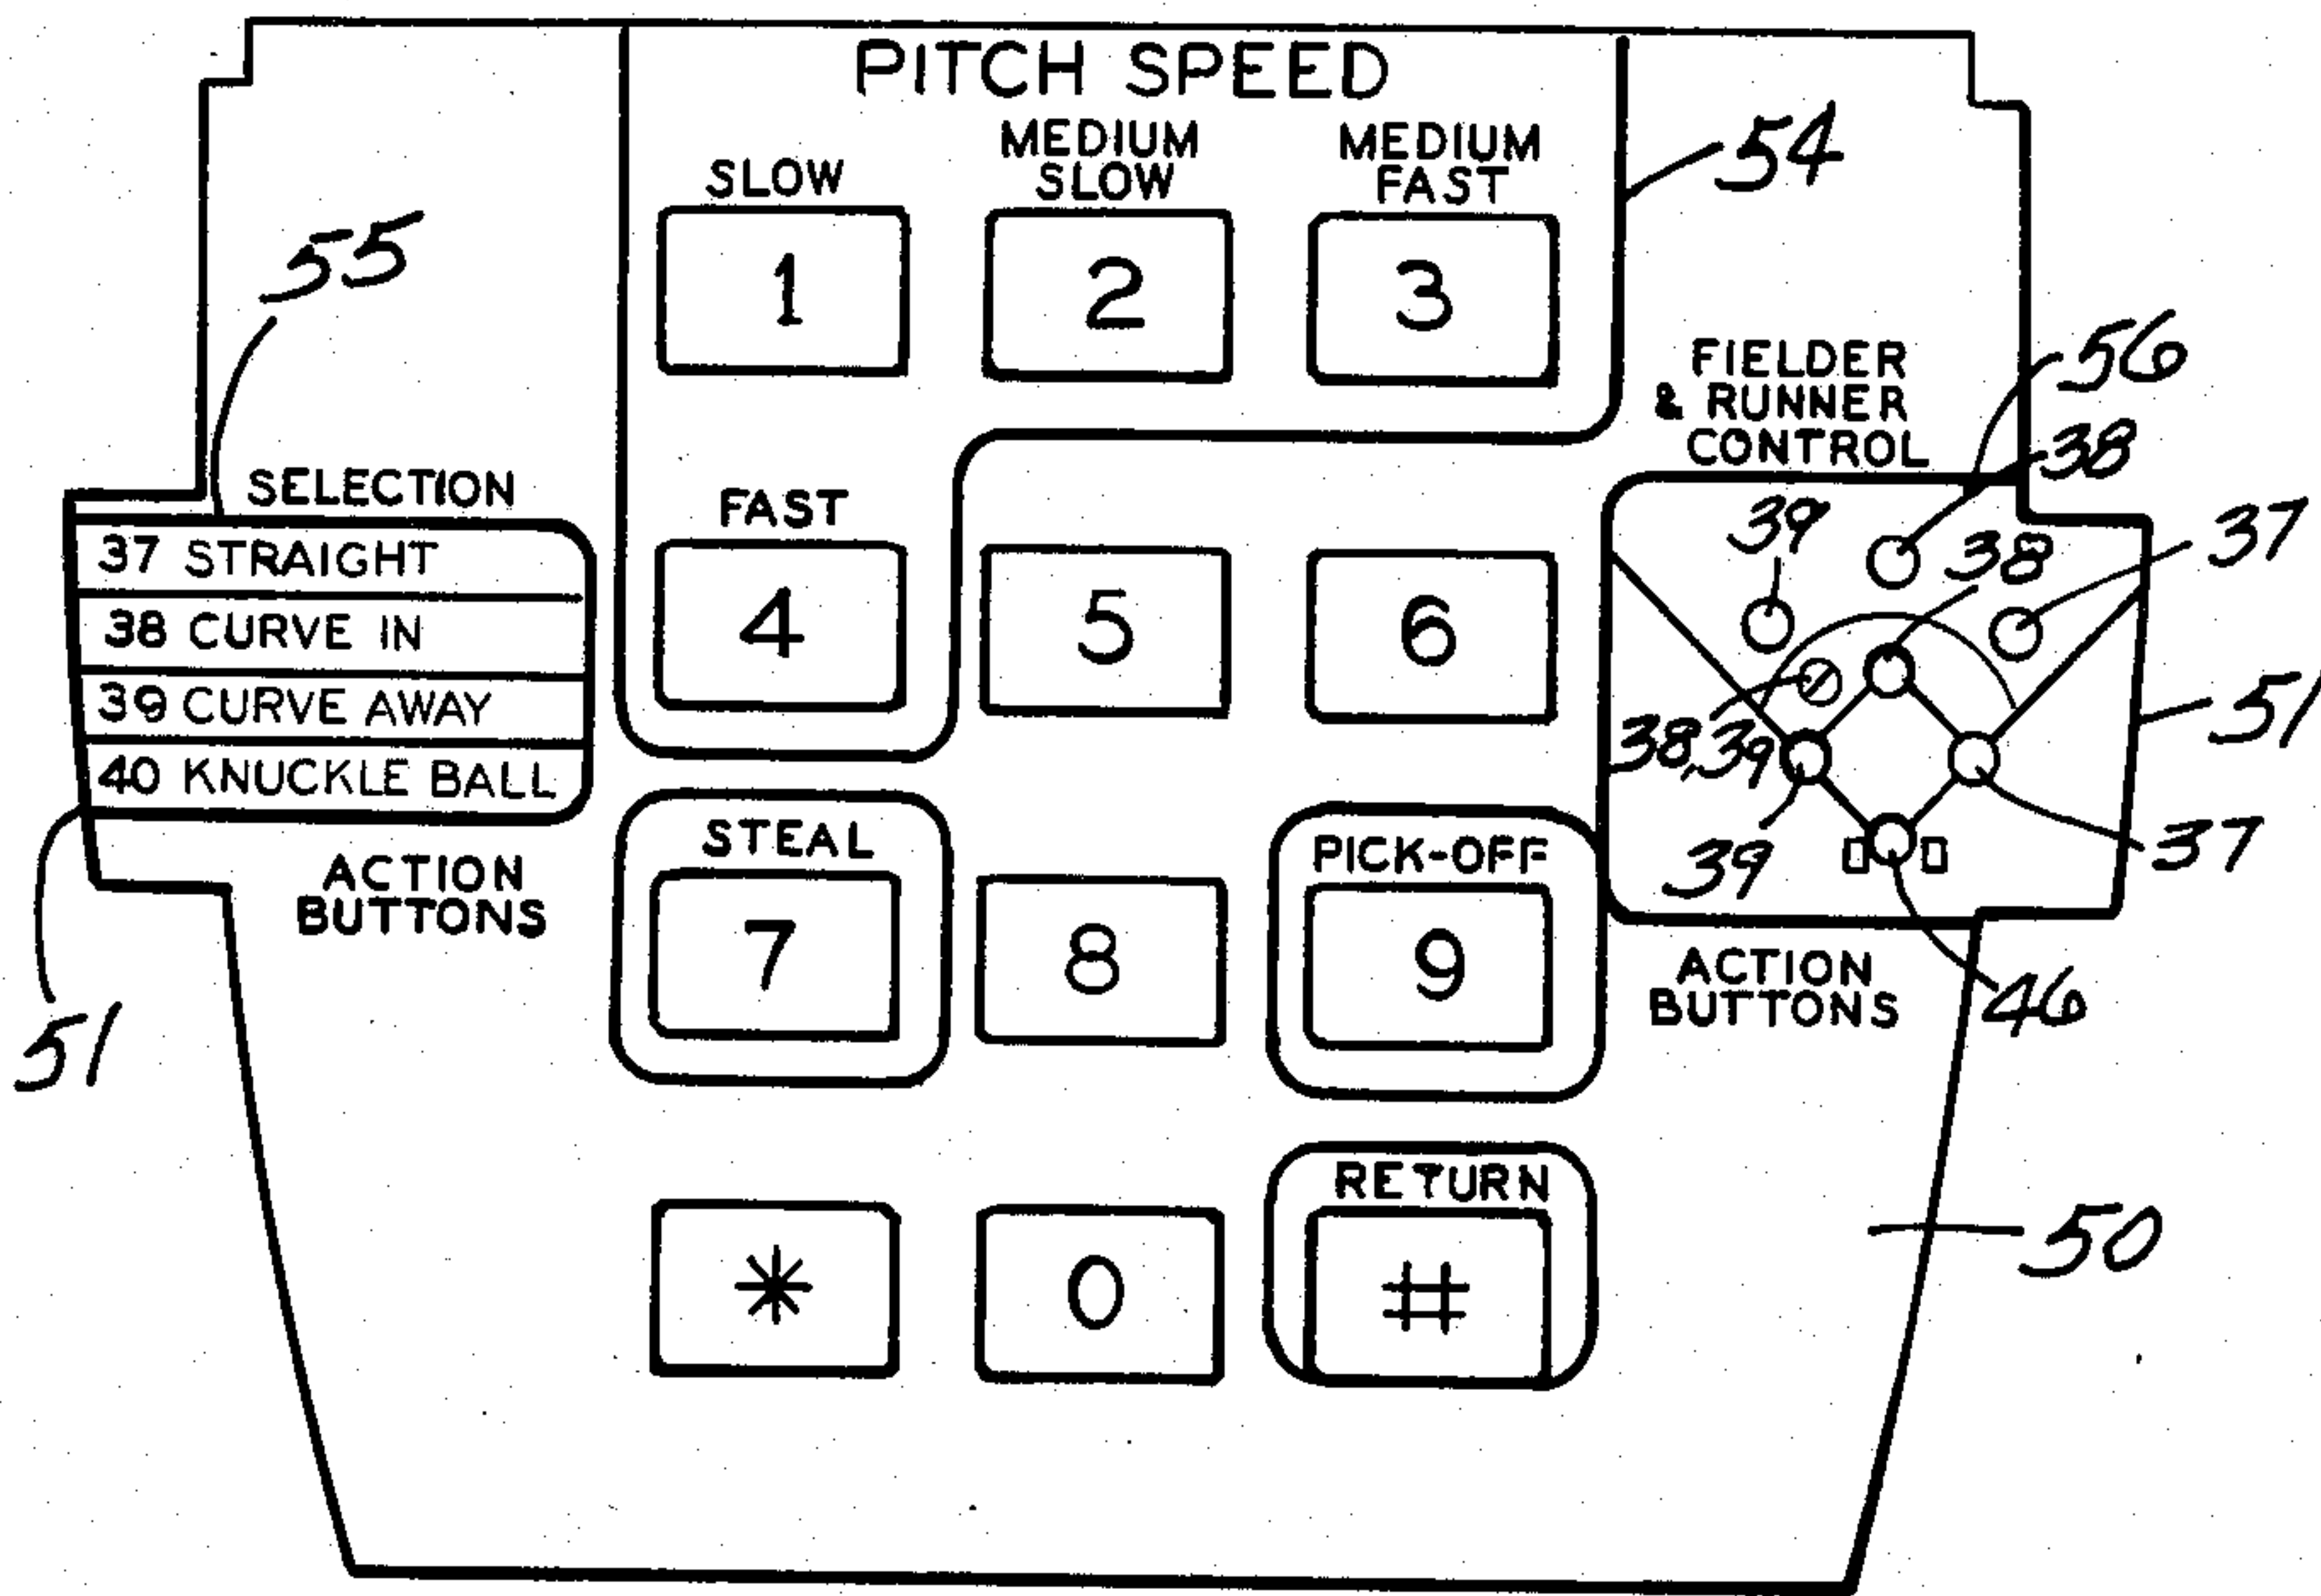 PITCH SPEED
SLOW
MEDIUM
SLOW
MEDIUM
FAST
54
1
2
3
55
FIELDER
& RUNNER
CONTROL
56
38
SELECTION
37 STRAIGHT
38 CURVE IN
39 CURVE AWAY
40 KNUCKLE BALL
FAST
4
5
6
39
38
37
51
38,39
39
37
46
ACTION
BUTTONS
51
STEAL
7
8
PICK-OFF
9
ACTION
BUTTONS
*
0
RETURN
#
50